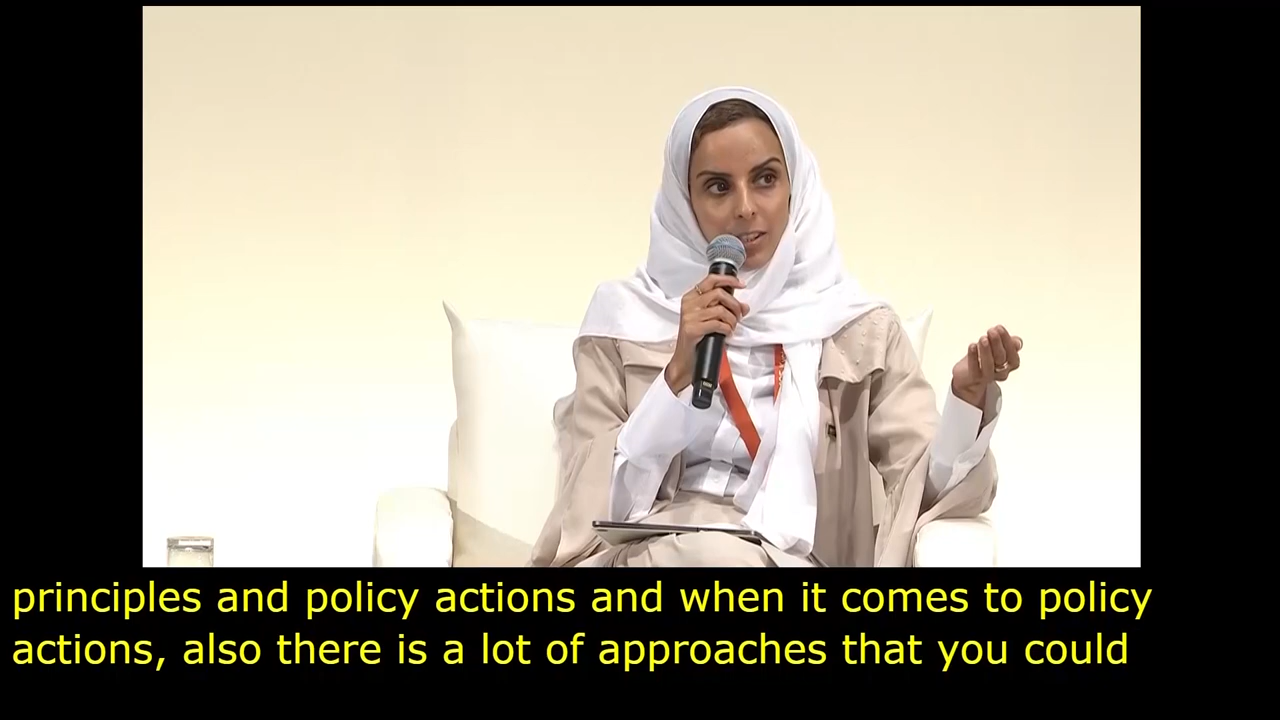 principles and policy actions and when it comes to policy
actions, also there is a lot of approaches that you could